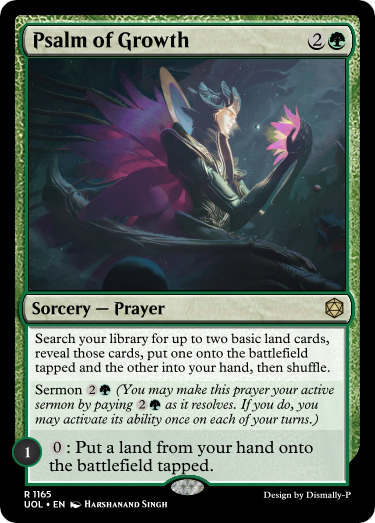 Psalm of Growth 2
Sorcery — Prayer
Search your library for up to two basic land cards,
reveal those cards, put one onto the battlefield
tapped and the other into your hand, then shuffle.
Sermon 2 (You may make this prayer your active
sermon by paying 2 as it resolves. If you do, you
may activate its ability once on each of your turns.)
1
0 : Put a land from your hand onto
the battlefield tapped.
R 1165
UOL • EN Harshanand Singh
Design by Dismally-P